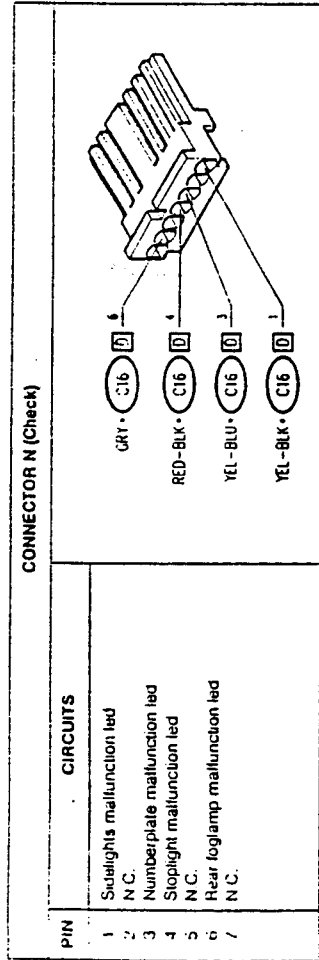 CONNECTOR N (Check)
PIN CIRCUITS
1 Sidelights malfunction led
2 N.C.
3 Numberplate malfunction led
4 Stoplight malfunction led
5 N.C.
6 Rear foglamp malfunction led
7 N.C.
GRY• C16 D 6
RED-BLK• C16 D 4
YEL-BLU• C16 D 3
YEL-BLK• C16 D 1